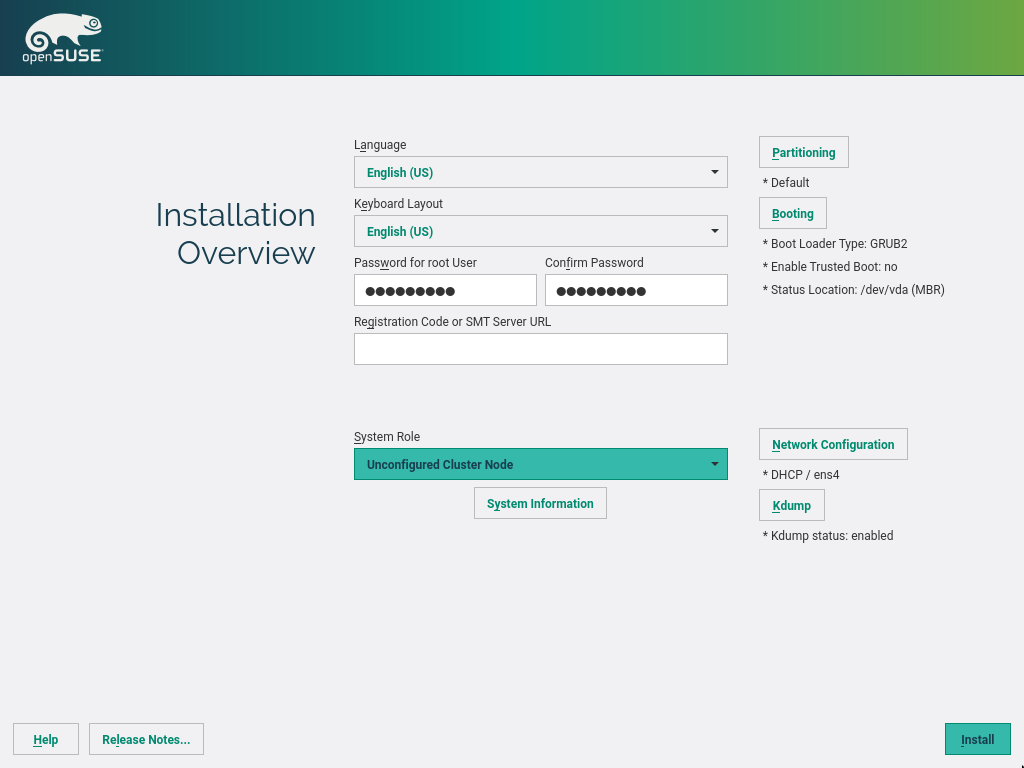 openSUSE
Installation
Overview
Language
English (US)
Keyboard Layout
English (US)
Password for root User
Confirm Password
●●●●●●●●●
●●●●●●●●●
Registration Code or SMT Server URL
System Role
Unconfigured Cluster Node
System Information
Partitioning
* Default
Booting
* Boot Loader Type: GRUB2
* Enable Trusted Boot: no
* Status Location: /dev/vda (MBR)
Network Configuration
* DHCP / ens4
Kdump
* Kdump status: enabled
Help
Release Notes...
Install